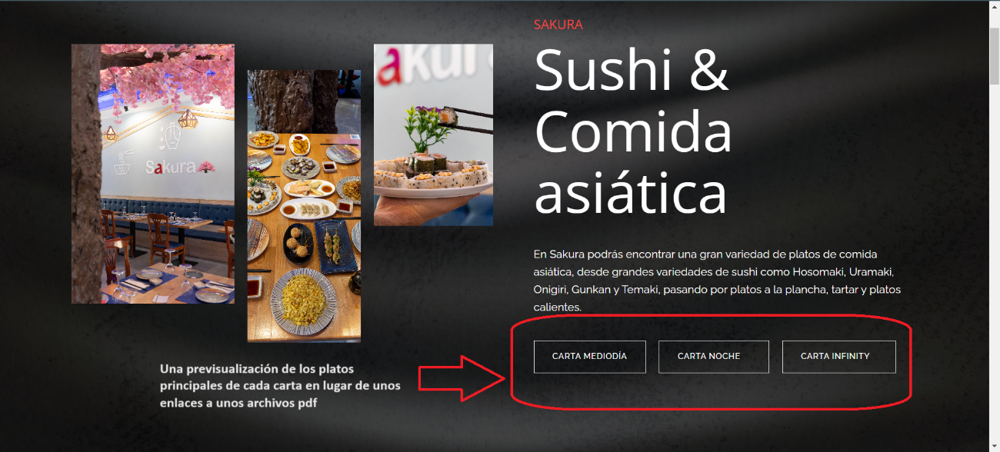 SAKURA
Sushi &
Comida
asiática
En Sakura podrás encontrar una gran variedad de platos de comida
asiática, desde grandes variedades de sushi como Hosomaki, Uramaki,
Onigiri, Gunkan y Temaki, pasando por platos a la plancha, tartar y platos
calientes.
CARTA MEDIODÍA
CARTA NOCHE
CARTA INFINITY
Una previsualización de los platos
principales de cada carta en lugar de unos
enlaces a unos archivos pdf
Sakura
akur